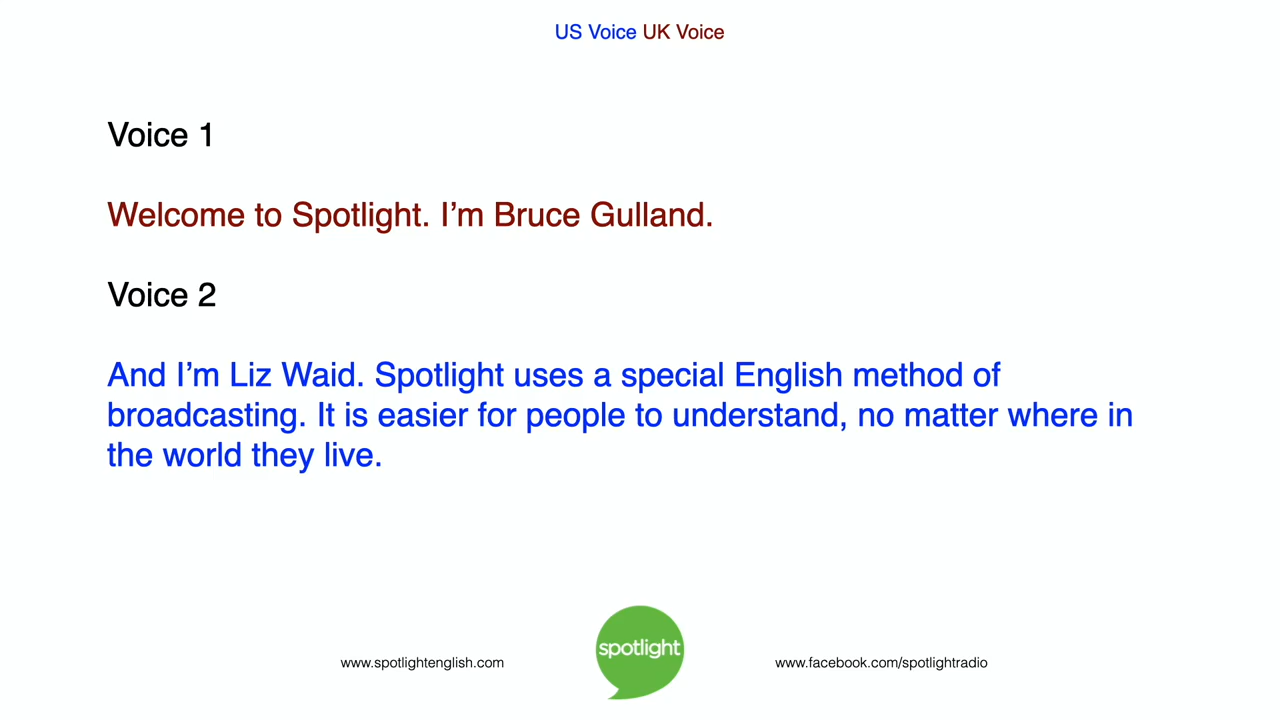 US Voice UK Voice
Voice 1
Welcome to Spotlight. I’m Bruce Gulland.
Voice 2
And I’m Liz Waid. Spotlight uses a special English method of
broadcasting. It is easier for people to understand, no matter where in
the world they live.
www.spotlightenglish.com
spotlight
www.facebook.com/spotlightradio